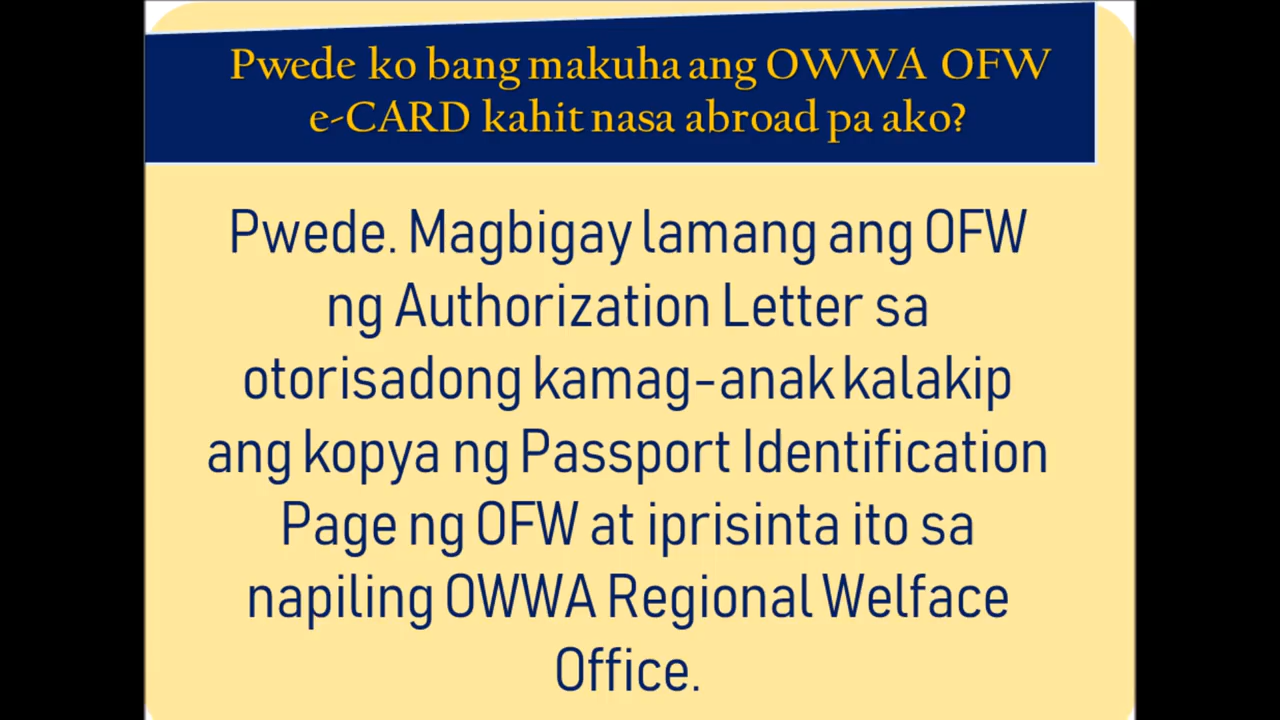 Pwede ko bang makuha ang OWWA OFW
e-CARD kahit nasa abroad pa ako?
Pwede. Magbigay lamang ang OFW
ng Authorization Letter sa
otorisadong kamag-anak kalakip
ang kopya ng Passport Identification
Page ng OFW at iprisinta ito sa
napiling OWWA Regional Welface
Office.